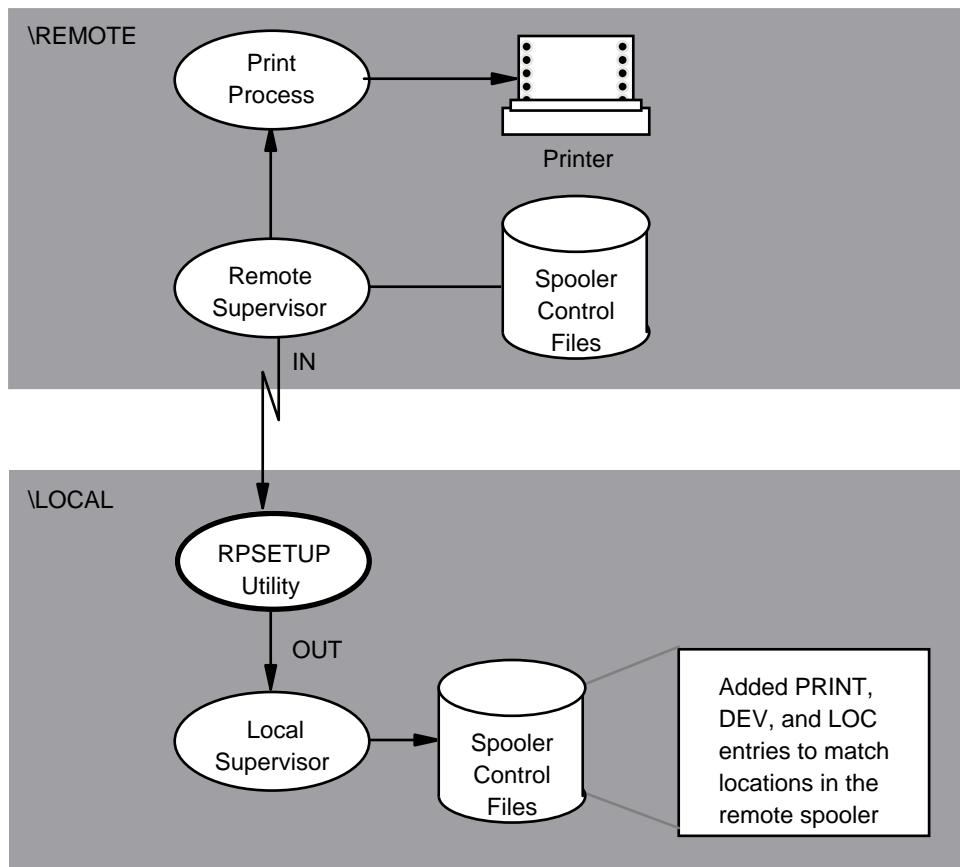 \REMOTE
Print
Process
Printer
Remote
Supervisor
Spooler
Control
Files
IN
\LOCAL
RPSETUP
Utility
OUT
Local
Supervisor
Spooler
Control
Files
Added PRINT,
DEV, and LOC
entries to match
locations in the
remote spooler